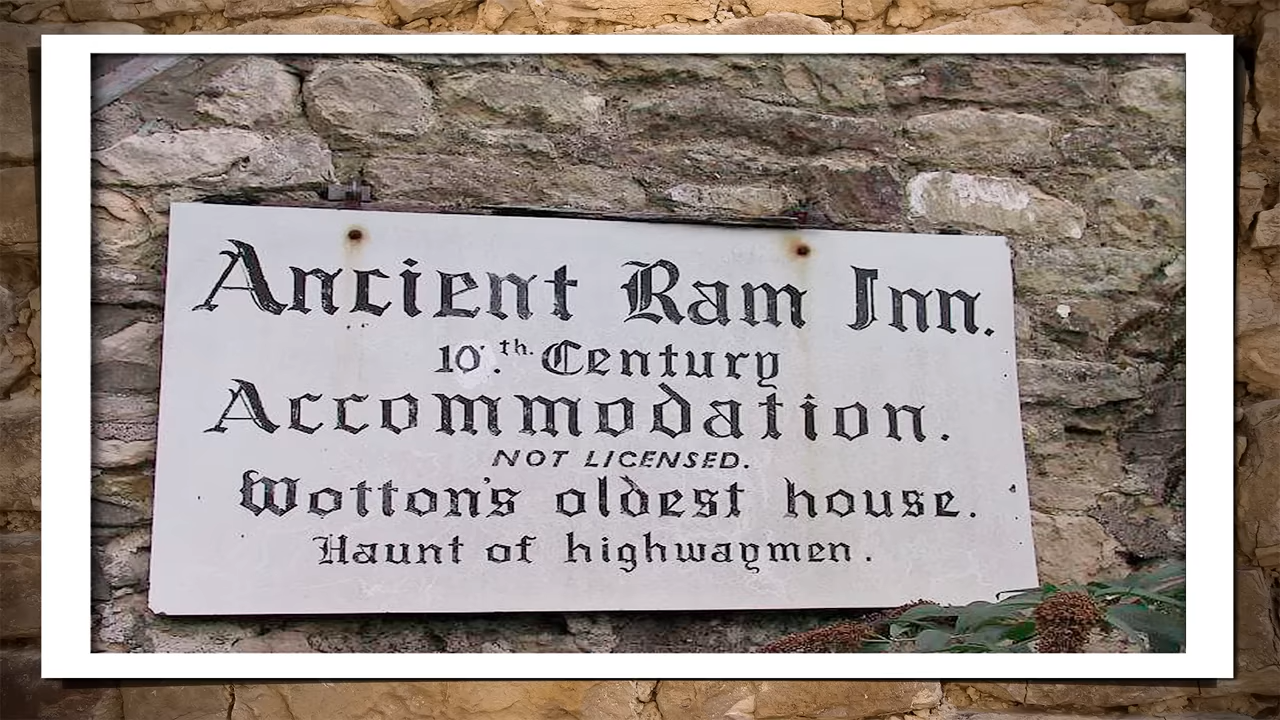 Ancient Ram Inn.
10.th. Century
Accommodation.
NOT LICENSED.
Wotton's oldest house.
Haunt of highwaymen.